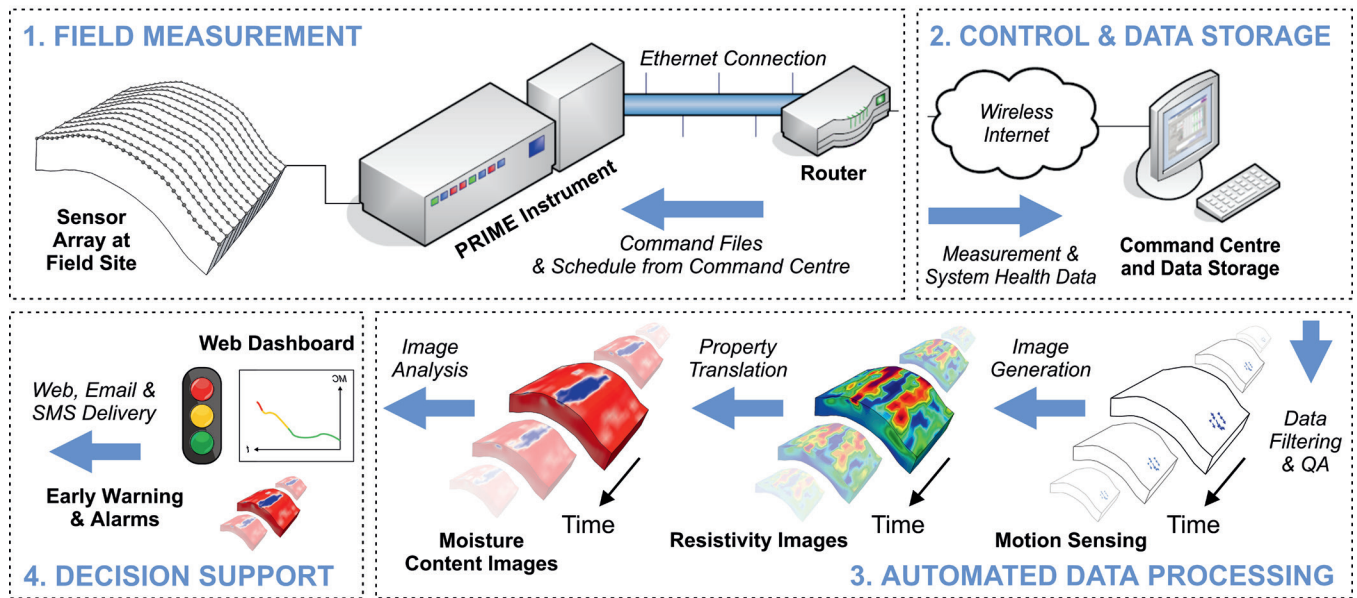 1. FIELD MEASUREMENT
Ethernet Connection
Router
PRIME Instrument
Sensor
Array at
Field Site
Command Files
& Schedule from Command Centre
2. CONTROL & DATA STORAGE
Wireless
Internet
Measurement &
System Health Data
Command Centre
and Data Storage
Data
Filtering
& QA
Image
Generation
Motion Sensing
Time
Property
Translation
Resistivity Images
Time
Image
Analysis
Moisture
Content Images
Time
3. AUTOMATED DATA PROCESSING
Web Dashboard
MC
t
Web, Email &
SMS Delivery
Early Warning
& Alarms
4. DECISION SUPPORT